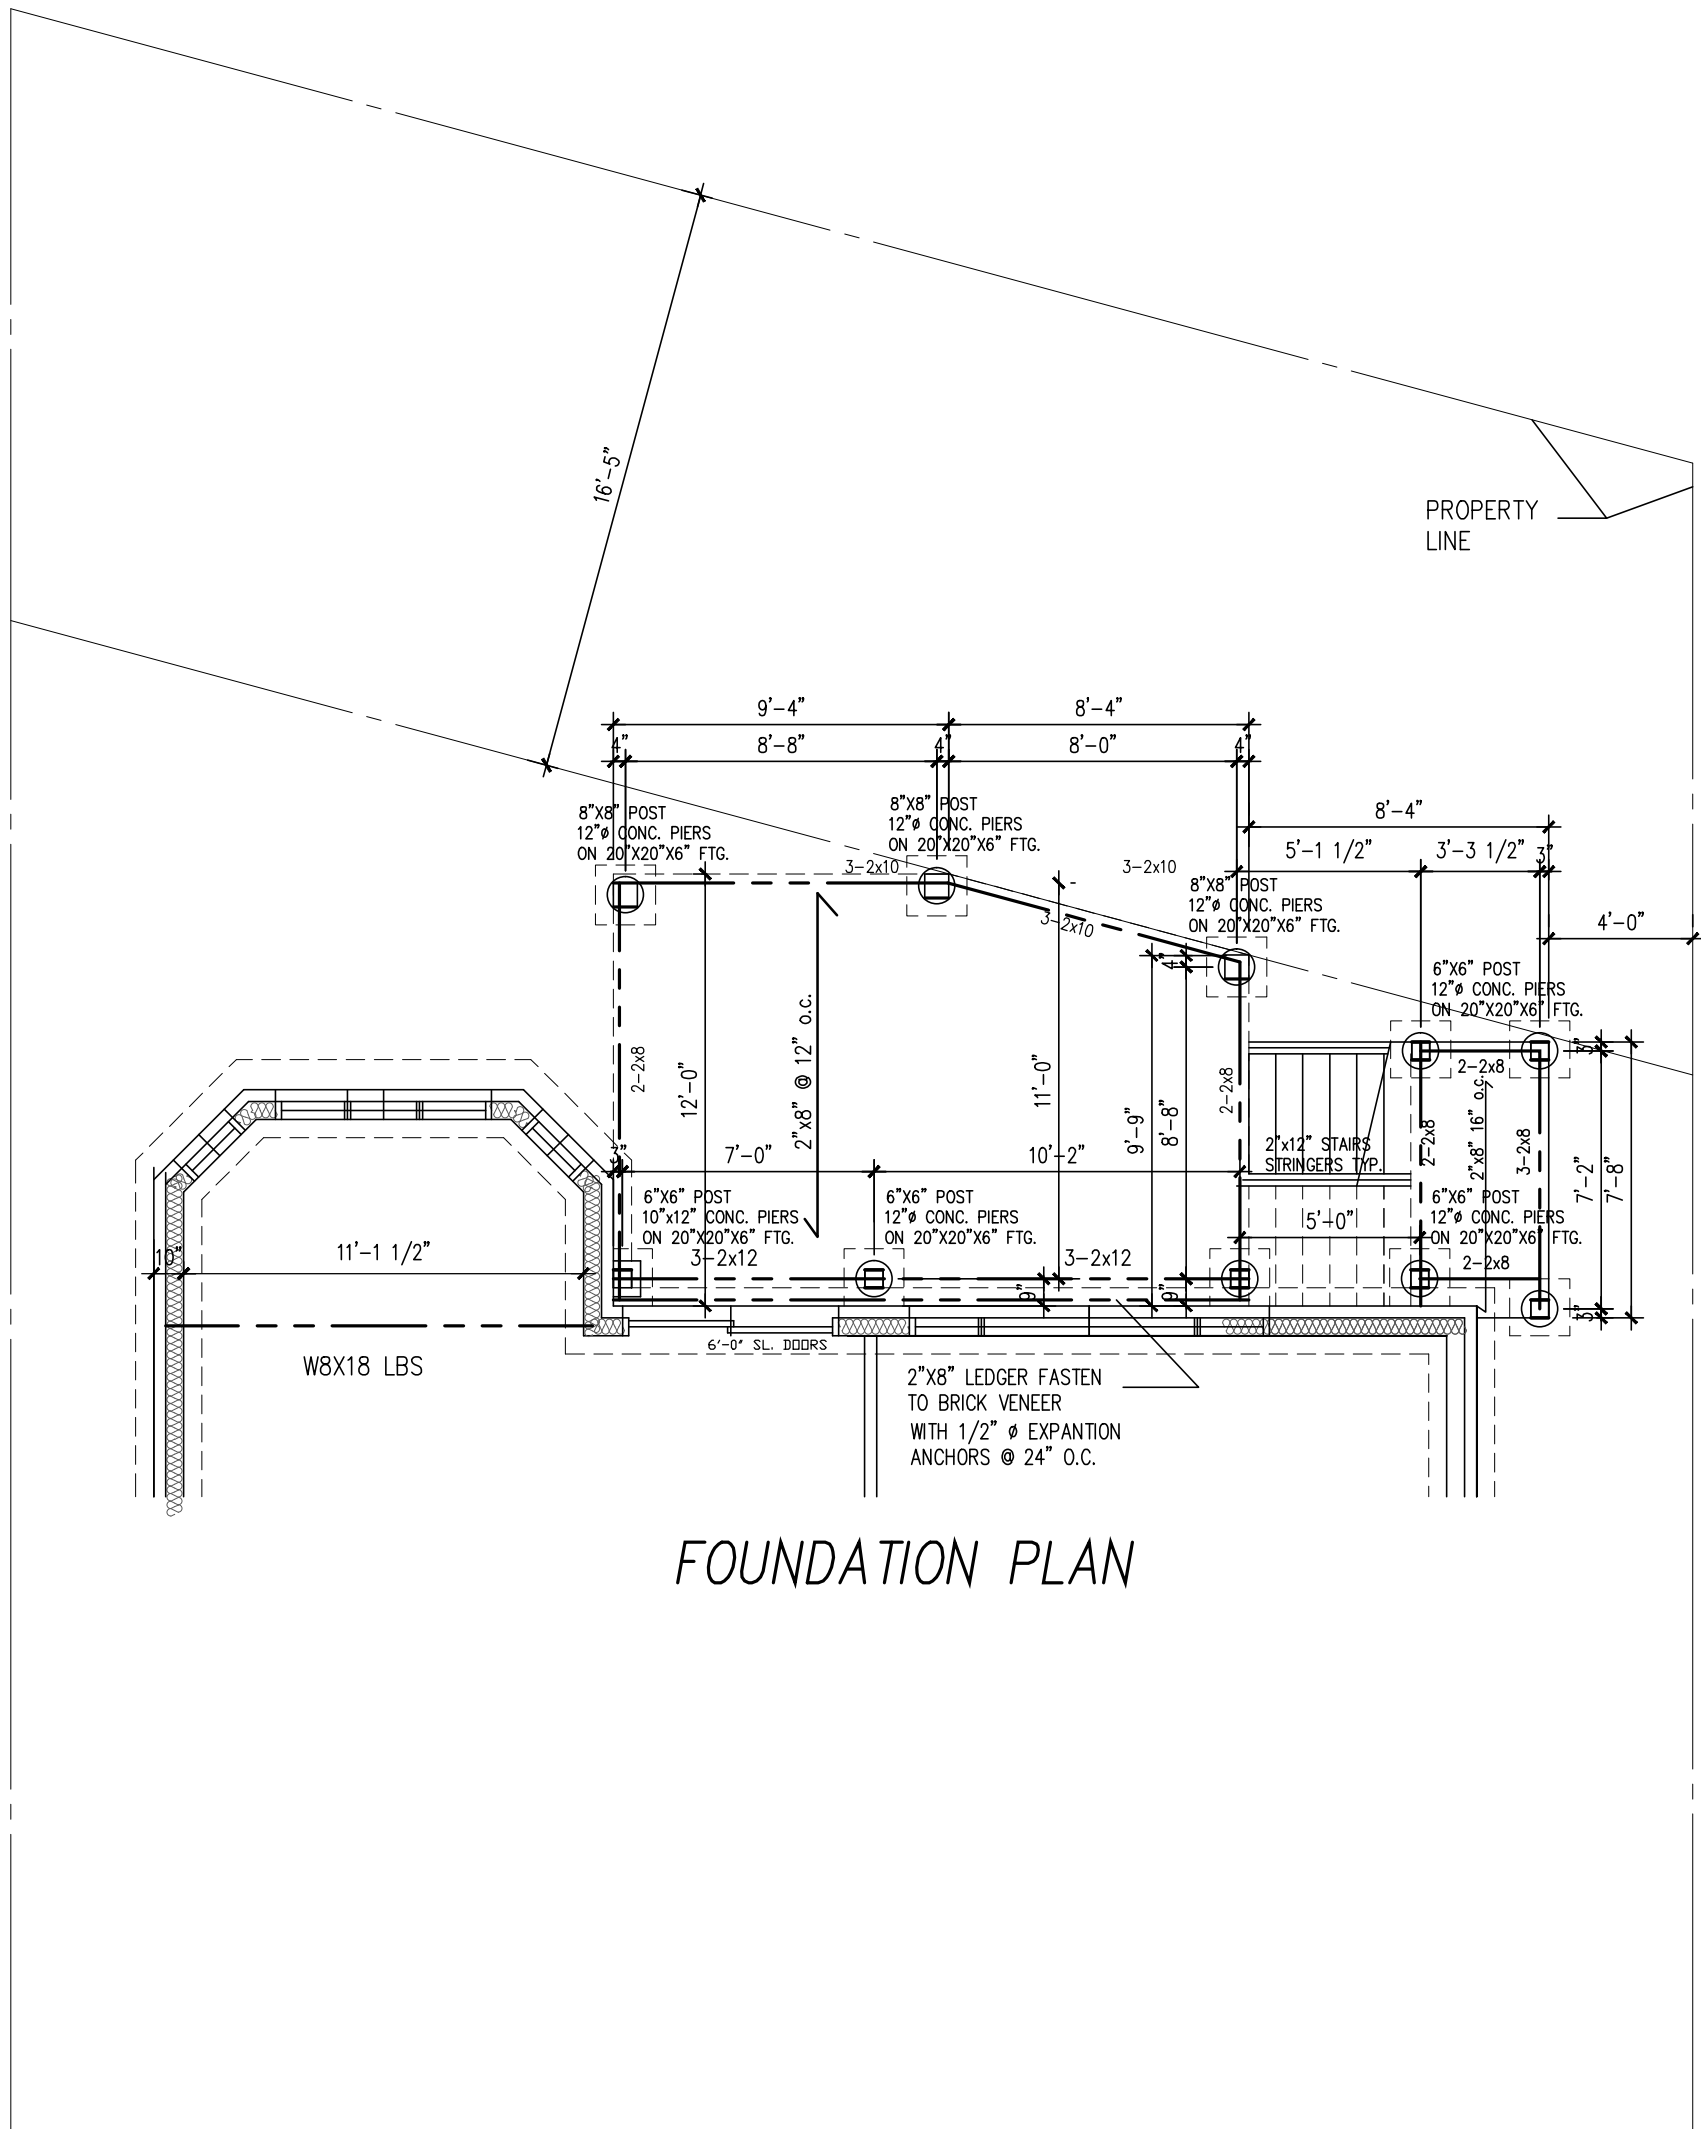 16'-5"
PROPERTY
LINE
9'-4"
8'-4"
4"
8'-8"
4"
8'-0"
4"
8"X8" POST
12"ø CONC. PIERS
ON 20"X20"X6" FTG.
8"X8" POST
12"ø CONC. PIERS
ON 20"X20"X6" FTG.
8'-4"
5'-1 1/2"
3'-3 1/2"
3"
3-2x10
3-2x10
8"X8" POST
12"ø CONC. PIERS
ON 20"X20"X6" FTG.
3-2x10
4'-0"
4"
6"X6" POST
12"ø CONC. PIERS
ON 20"X20"X6" FTG.
2-2x8
12'-0"
2"x8" @ 12" o.c.
11'-0"
9'-9"
8'-8"
2-2x8
3"
2-2x8
2"x12" STAIRS
STRINGERS TYP.
2-2x8
2"x8" 16" o.c.
3-2x8
7'-2"
7'-8"
3"
7'-0"
10'-2"
6"X6" POST
10"x12" CONC. PIERS
ON 20"X20"X6" FTG.
6"X6" POST
12"ø CONC. PIERS
ON 20"X20"X6" FTG.
6"X6" POST
12"ø CONC. PIERS
ON 20"X20"X6" FTG.
5'-0"
10"
11'-1 1/2"
3-2x12
3-2x12
2-2x8
9"
9"
3"
6'-0" SL. DOORS
W8X18 LBS
2"X8" LEDGER FASTEN
TO BRICK VENEER
WITH 1/2" ø EXPANTION
ANCHORS @ 24" O.C.
FOUNDATION PLAN